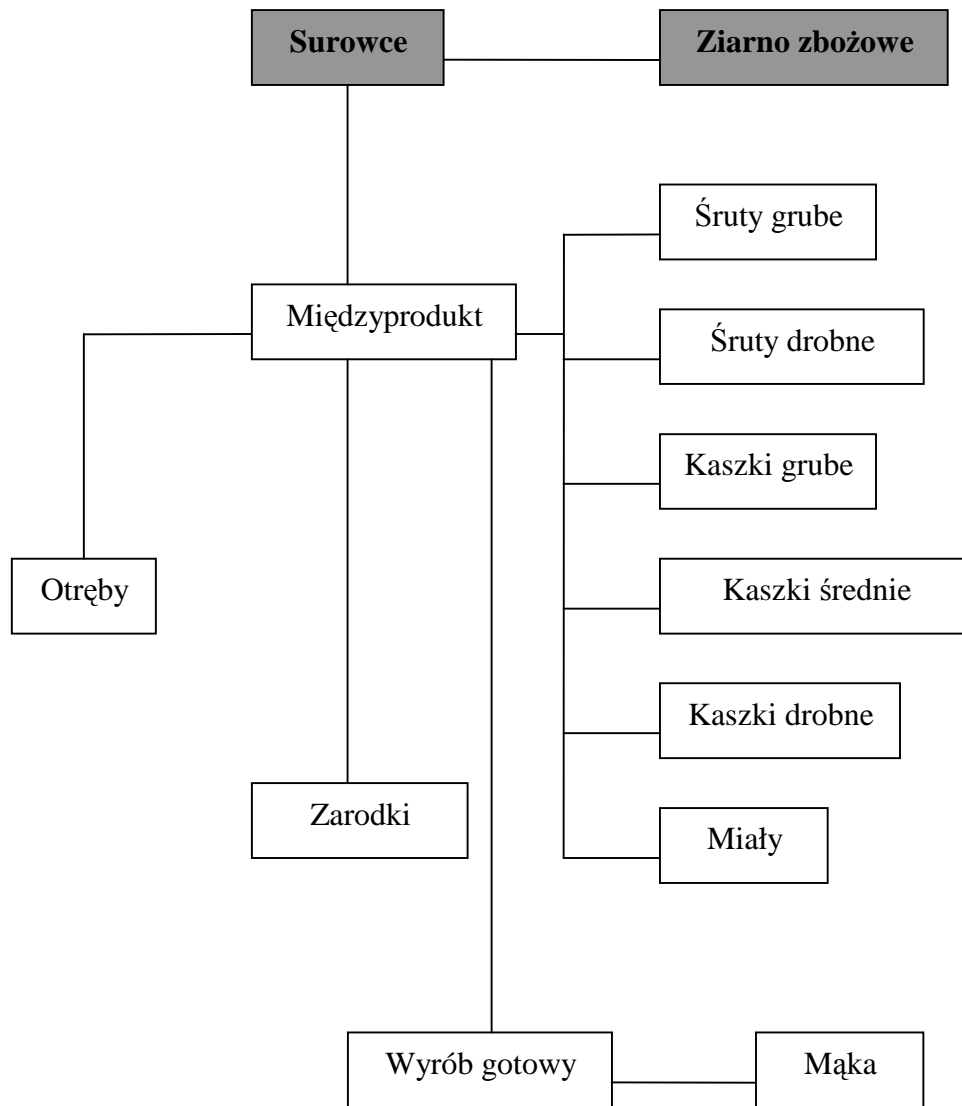 Surowce
Ziarno zbożowe
Śruty grube
Międzyprodukt
Śruty drobne
Kaszki grube
Otręby
Kaszki średnie
Kaszki drobne
Zarodki
Miały
Wyrób gotowy
Mąka